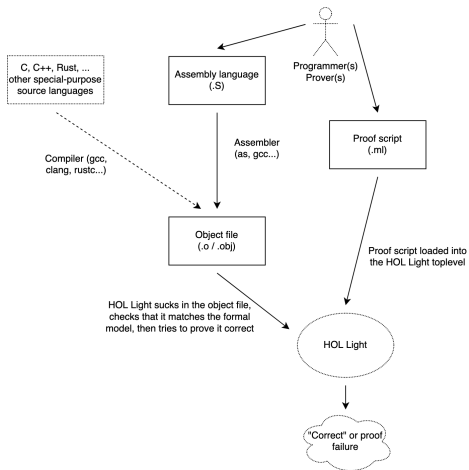 C, C++, Rust, ...
other special-purpose
source languages
Assembly language
(.S)
Programmer(s)
Prover(s)
Compiler (gcc,
clang, rustc...)
Assembler
(as, gcc...)
Proof script
(.ml)
Object file
(.o / .obj)
Proof script loaded into
the HOL Light toplevel
HOL Light sucks in the object file,
checks that it matches the formal
model, then tries to prove it correct
HOL Light
"Correct" or proof
failure